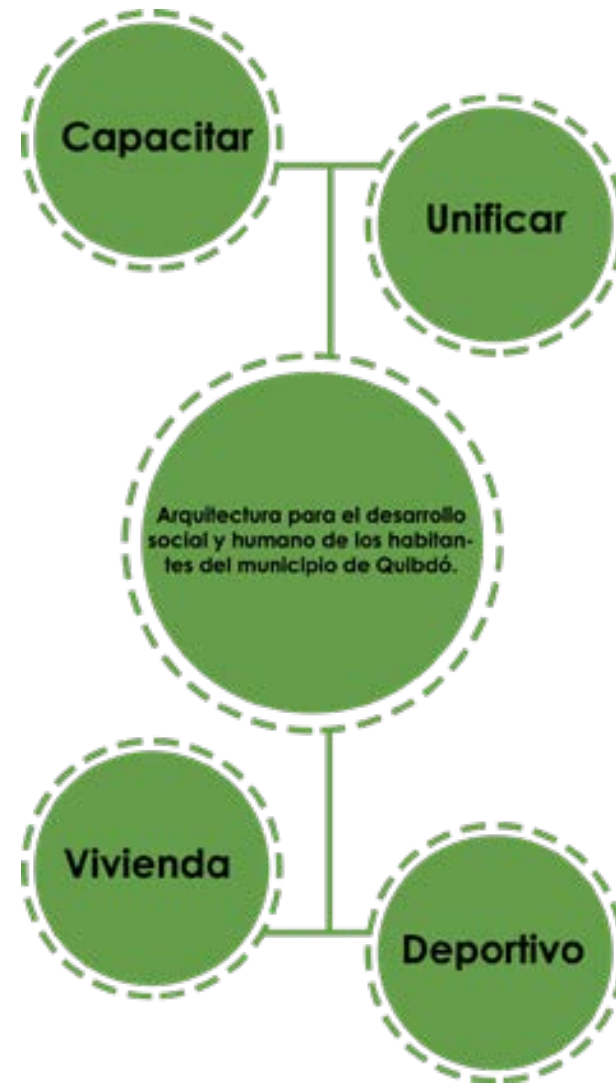 Capacitar
Unificar
Arquitectura para el desarrollo
social y humano de los habitan-
tes del municipio de Quibdó.
Vivienda
Deportivo